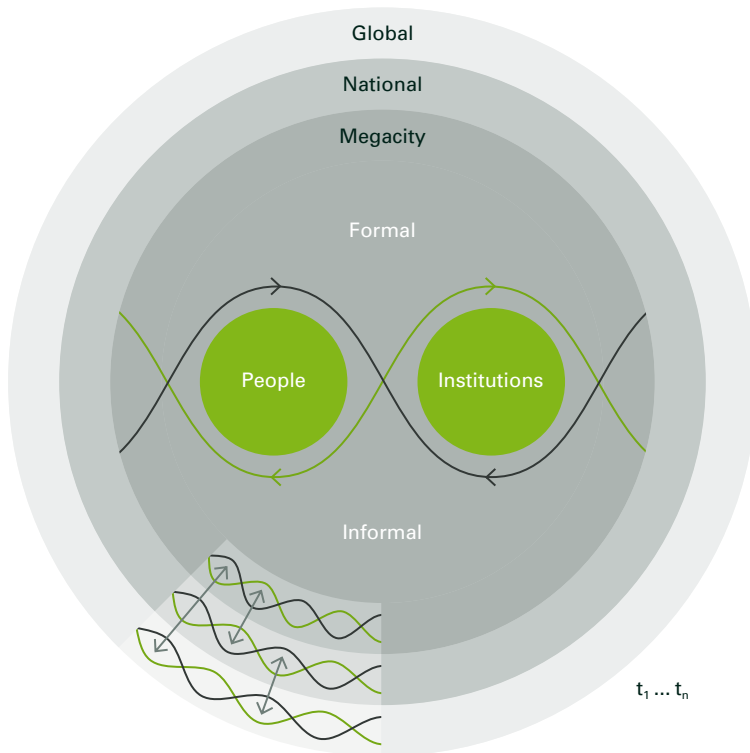 Global
National
Megacity
Formal
People
Institutions
Informal
t₁ ... tₙ